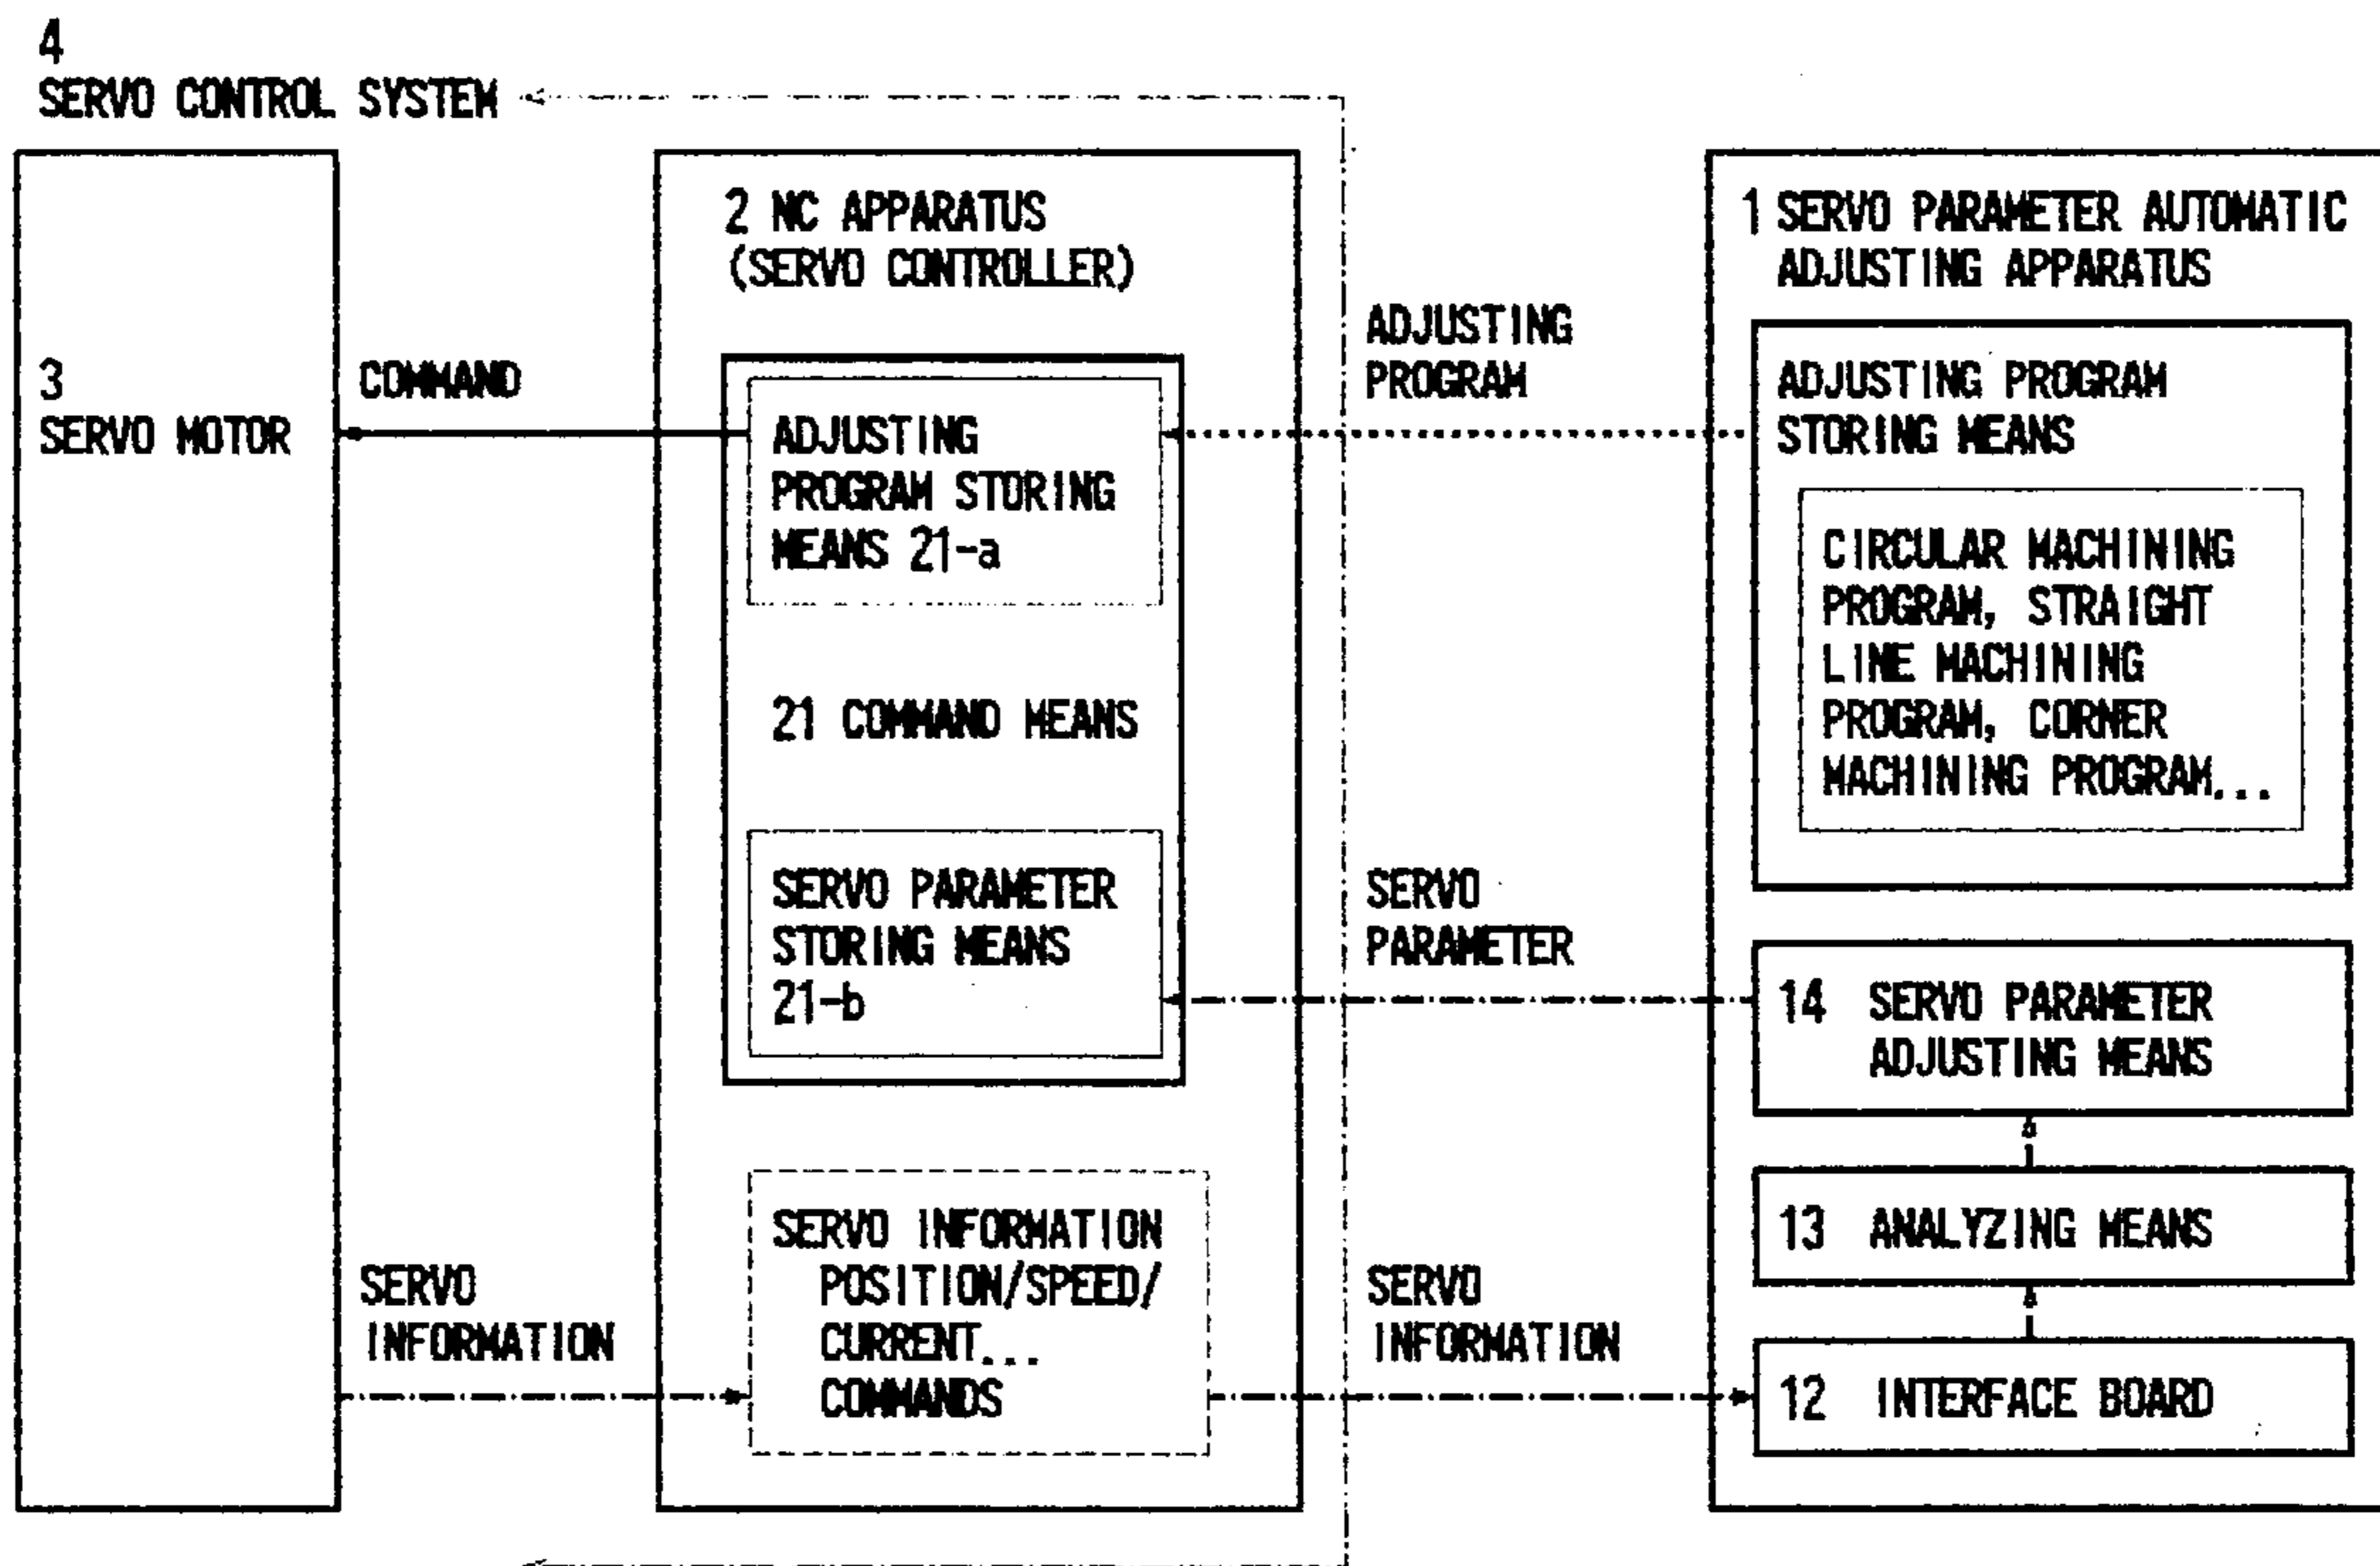 4
SERVO CONTROL SYSTEM
3
SERVO MOTOR
COMMAND
2 NC APPARATUS
(SERVO CONTROLLER)
ADJUSTING
PROGRAM STORING
MEANS 21-a
21 COMMAND MEANS
SERVO PARAMETER
STORING MEANS
21-b
SERVO INFORMATION
POSITION/SPEED/
CURRENT...
COMMANDS
SERVO
INFORMATION
ADJUSTING
PROGRAM
SERVO
PARAMETER
SERVO
INFORMATION
1 SERVO PARAMETER AUTOMATIC
ADJUSTING APPARATUS
ADJUSTING PROGRAM
STORING MEANS
CIRCULAR MACHINING
PROGRAM, STRAIGHT
LINE MACHINING
PROGRAM, CORNER
MACHINING PROGRAM...
14 SERVO PARAMETER
ADJUSTING MEANS
13 ANALYZING MEANS
12 INTERFACE BOARD